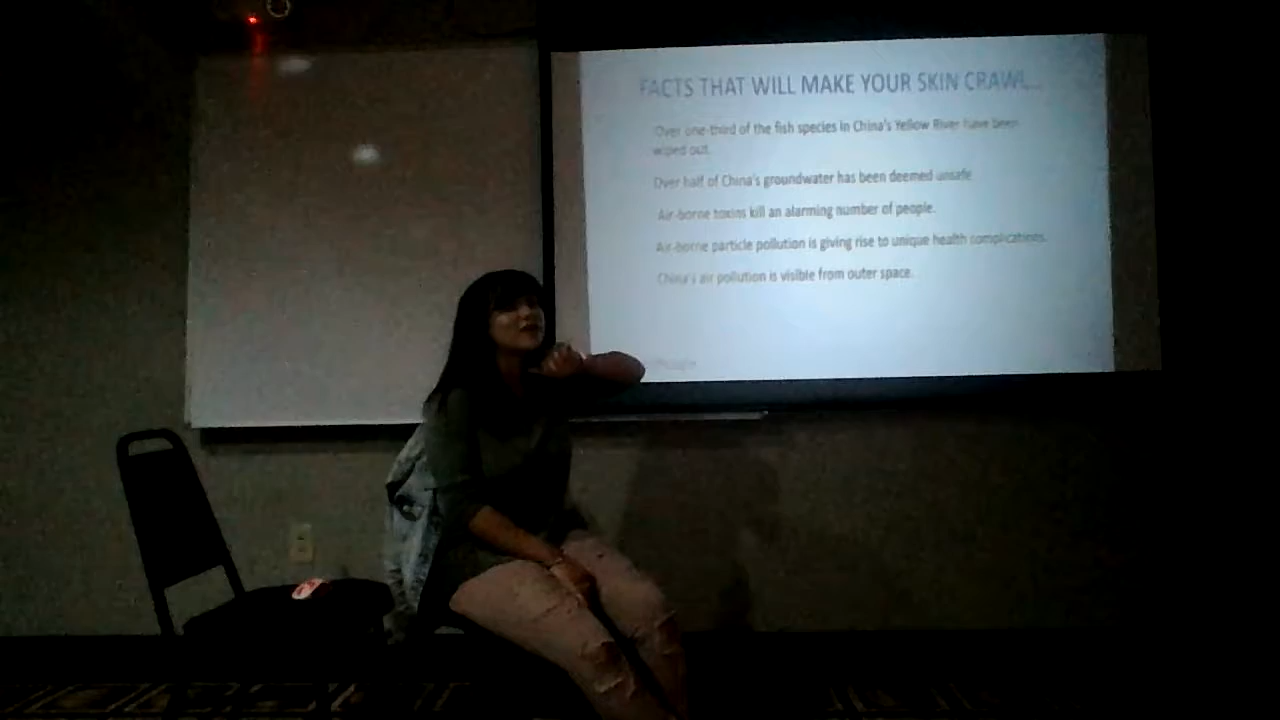 FACTS THAT WILL MAKE YOUR SKIN CRAWL...
Over one-third of the fish species in China's Yellow River have been
wiped out.
Over half of China's groundwater has been deemed unsafe
Air-borne toxins kill an alarming number of people.
Air-borne particle pollution is giving rise to unique health complications.
China's air pollution is visible from outer space.